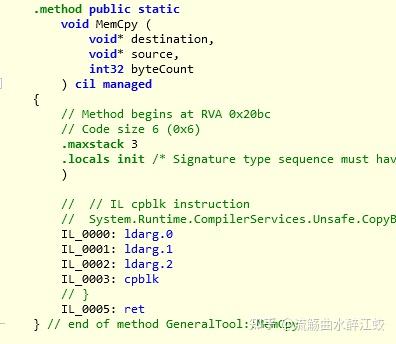 .method public static
void MemCpy (
void* destination,
void* source,
int32 byteCount
) cil managed
{
// Method begins at RVA 0x20bc
// Code size 6 (0x6)
.maxstack 3
.locals init /* Signature type sequence must hav
)
// // IL cpblk instruction
// System.Runtime.CompilerServices.Unsafe.CopyB
IL_0000: ldarg.0
IL_0001: ldarg.1
IL_0002: ldarg.2
IL_0003: cpblk
// }
IL_0005: ret
} // end of method GeneralTool::MemCpy
知乎 @流觞曲水醉江蛟